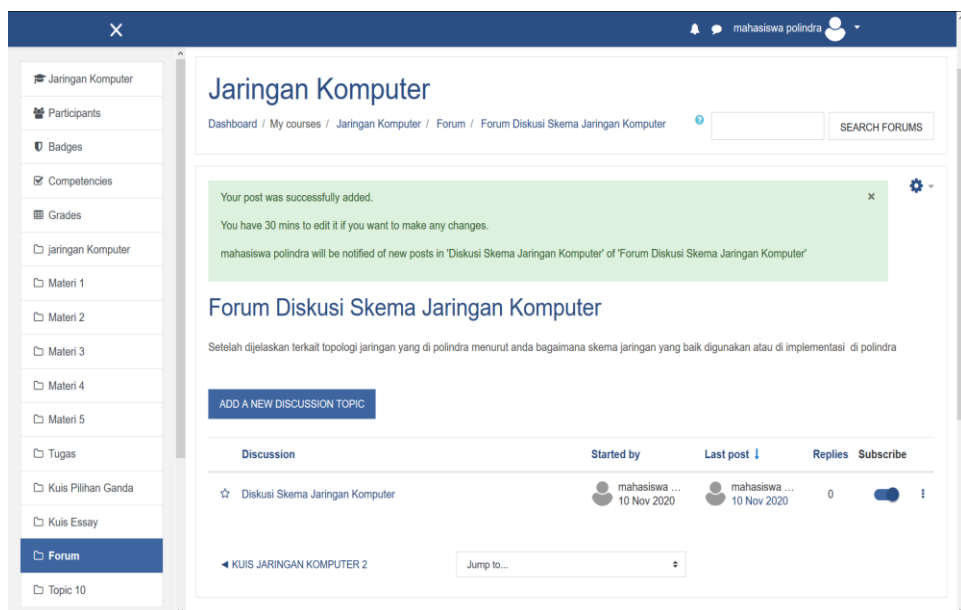 mahasiswa polindra
Jaringan Komputer
Participants
Badges
Competencies
Grades
jaringan Komputer
Materi 1
Materi 2
Materi 3
Materi 4
Materi 5
Tugas
Kuis Pilihan Ganda
Kuis Essay
Forum
Topic 10
Jaringan Komputer
Dashboard / My courses / Jaringan Komputer / Forum / Forum Diskusi Skema Jaringan Komputer
SEARCH FORUMS
Your post was successfully added.
You have 30 mins to edit it if you want to make any changes.
mahasiswa polindra will be notified of new posts in 'Diskusi Skema Jaringan Komputer' of 'Forum Diskusi Skema Jaringan Komputer'
Forum Diskusi Skema Jaringan Komputer
Setelah dijelaskan terkait topologi jaringan yang di polindra menurut anda bagaimana skema jaringan yang baik digunakan atau di implementasi di polindra
ADD A NEW DISCUSSION TOPIC
Discussion Started by Last post Replies Subscribe
Diskusi Skema Jaringan Komputer mahasiswa ... mahasiswa ... 0
10 Nov 2020 10 Nov 2020
KUIS JARINGAN KOMPUTER 2 Jump to...